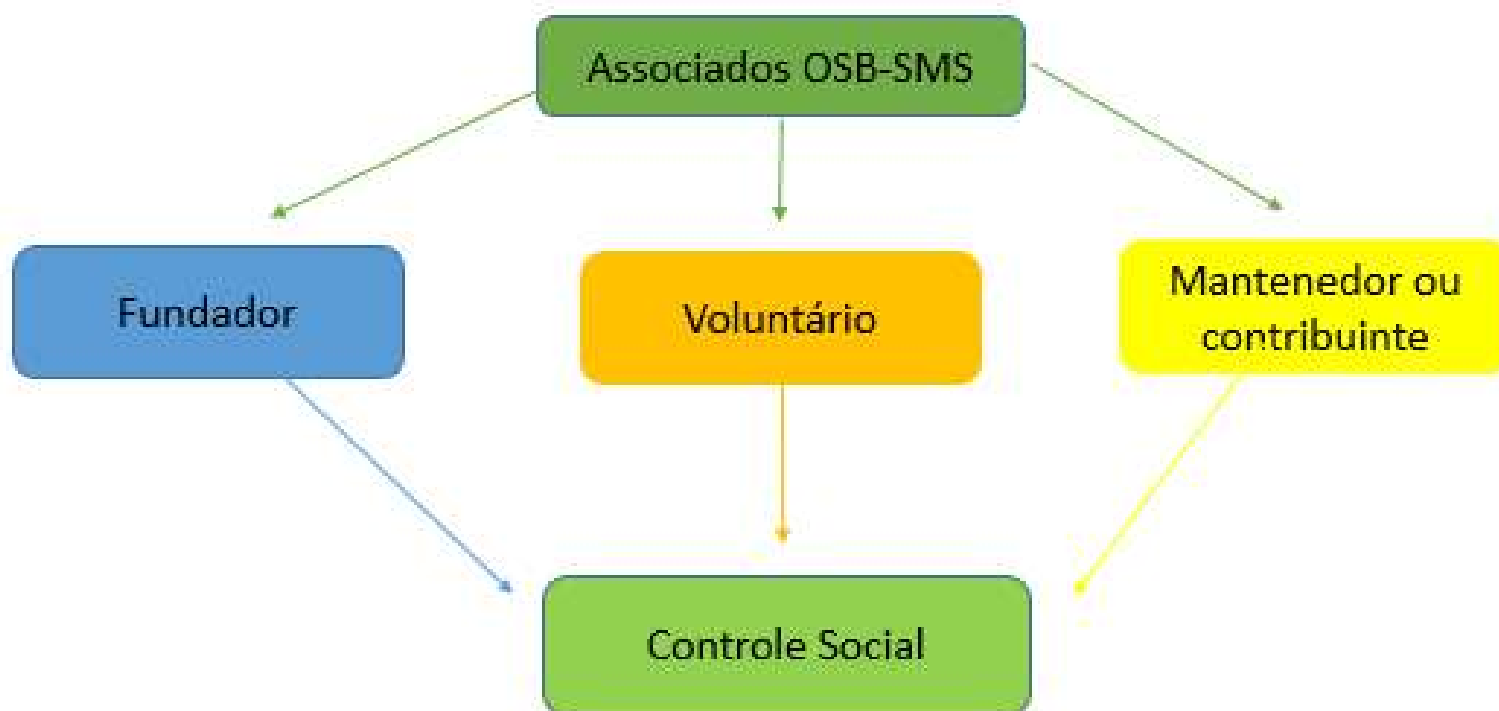 Associados OSB-SMS
Fundador
Voluntário
Mantenedor ou
contribuinte
Controle Social